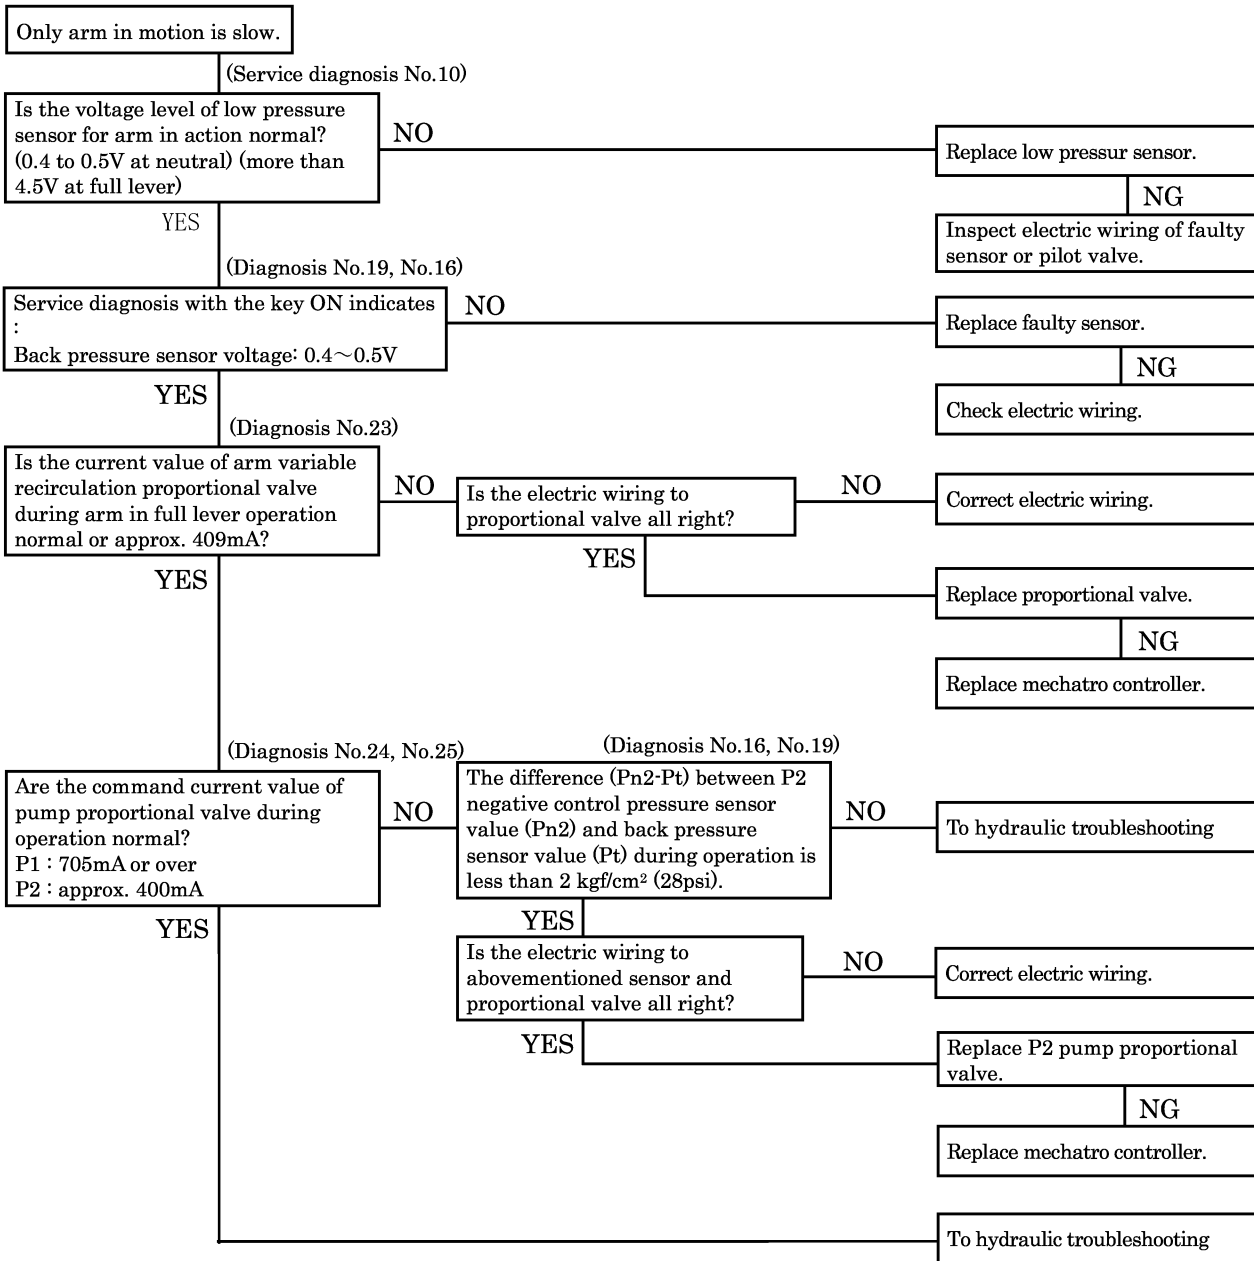 Only arm in motion is slow.
(Service diagnosis No.10)
Is the voltage level of low pressure
sensor for arm in action normal?
(0.4 to 0.5V at neutral) (more than
4.5V at full lever)
NO
Replace low pressur sensor.
NG
Inspect electric wiring of faulty
sensor or pilot valve.
YES
(Diagnosis No.19, No.16)
Service diagnosis with the key ON indicates
:
Back pressure sensor voltage: 0.4～0.5V
NO
Replace faulty sensor.
NG
Check electric wiring.
YES
(Diagnosis No.23)
Is the current value of arm variable
recirculation proportional valve
during arm in full lever operation
normal or approx. 409mA?
NO
Is the electric wiring to
proportional valve all right?
NO
Correct electric wiring.
YES
Replace proportional valve.
NG
Replace mechatro controller.
YES
(Diagnosis No.24, No.25)
Are the command current value of
pump proportional valve during
operation normal?
P1 : 705mA or over
P2 : approx. 400mA
NO
(Diagnosis No.16, No.19)
The difference (Pn2-Pt) between P2
negative control pressure sensor
value (Pn2) and back pressure
sensor value (Pt) during operation is
less than 2 kgf/cm² (28psi).
NO
To hydraulic troubleshooting
YES
Is the electric wiring to
abovementioned sensor and
proportional valve all right?
NO
Correct electric wiring.
YES
Replace P2 pump proportional
valve.
NG
Replace mechatro controller.
YES
To hydraulic troubleshooting